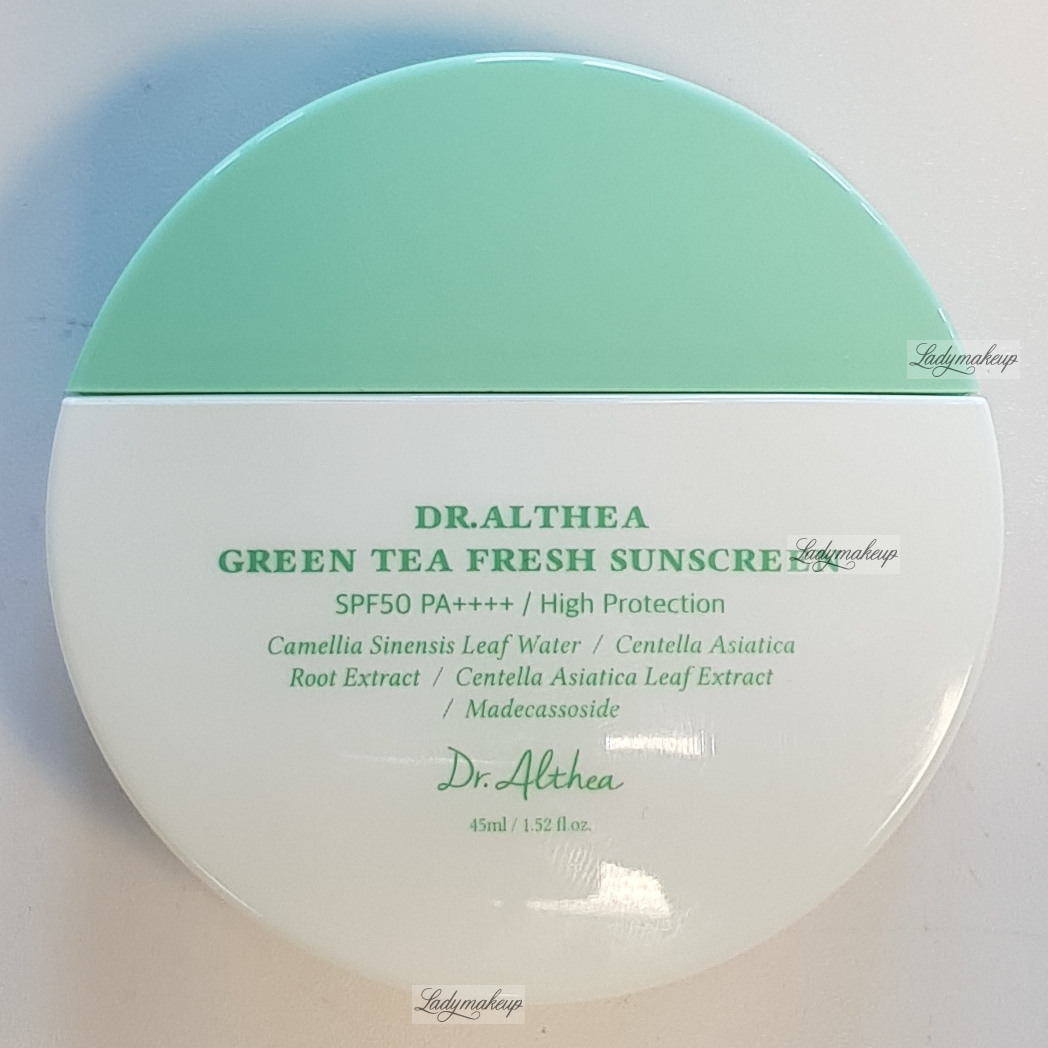 Ladymakeup
DR.ALTHEA
GREEN TEA FRESH SUNSCREEN
Ladymakeup
SPF50 PA++++ / High Protection
Camellia Sinensis Leaf Water / Centella Asiatica
Root Extract / Centella Asiatica Leaf Extract
/ Madecassoside
Dr. Althea
45ml / 1.52 fl.oz.
Ladymakeup